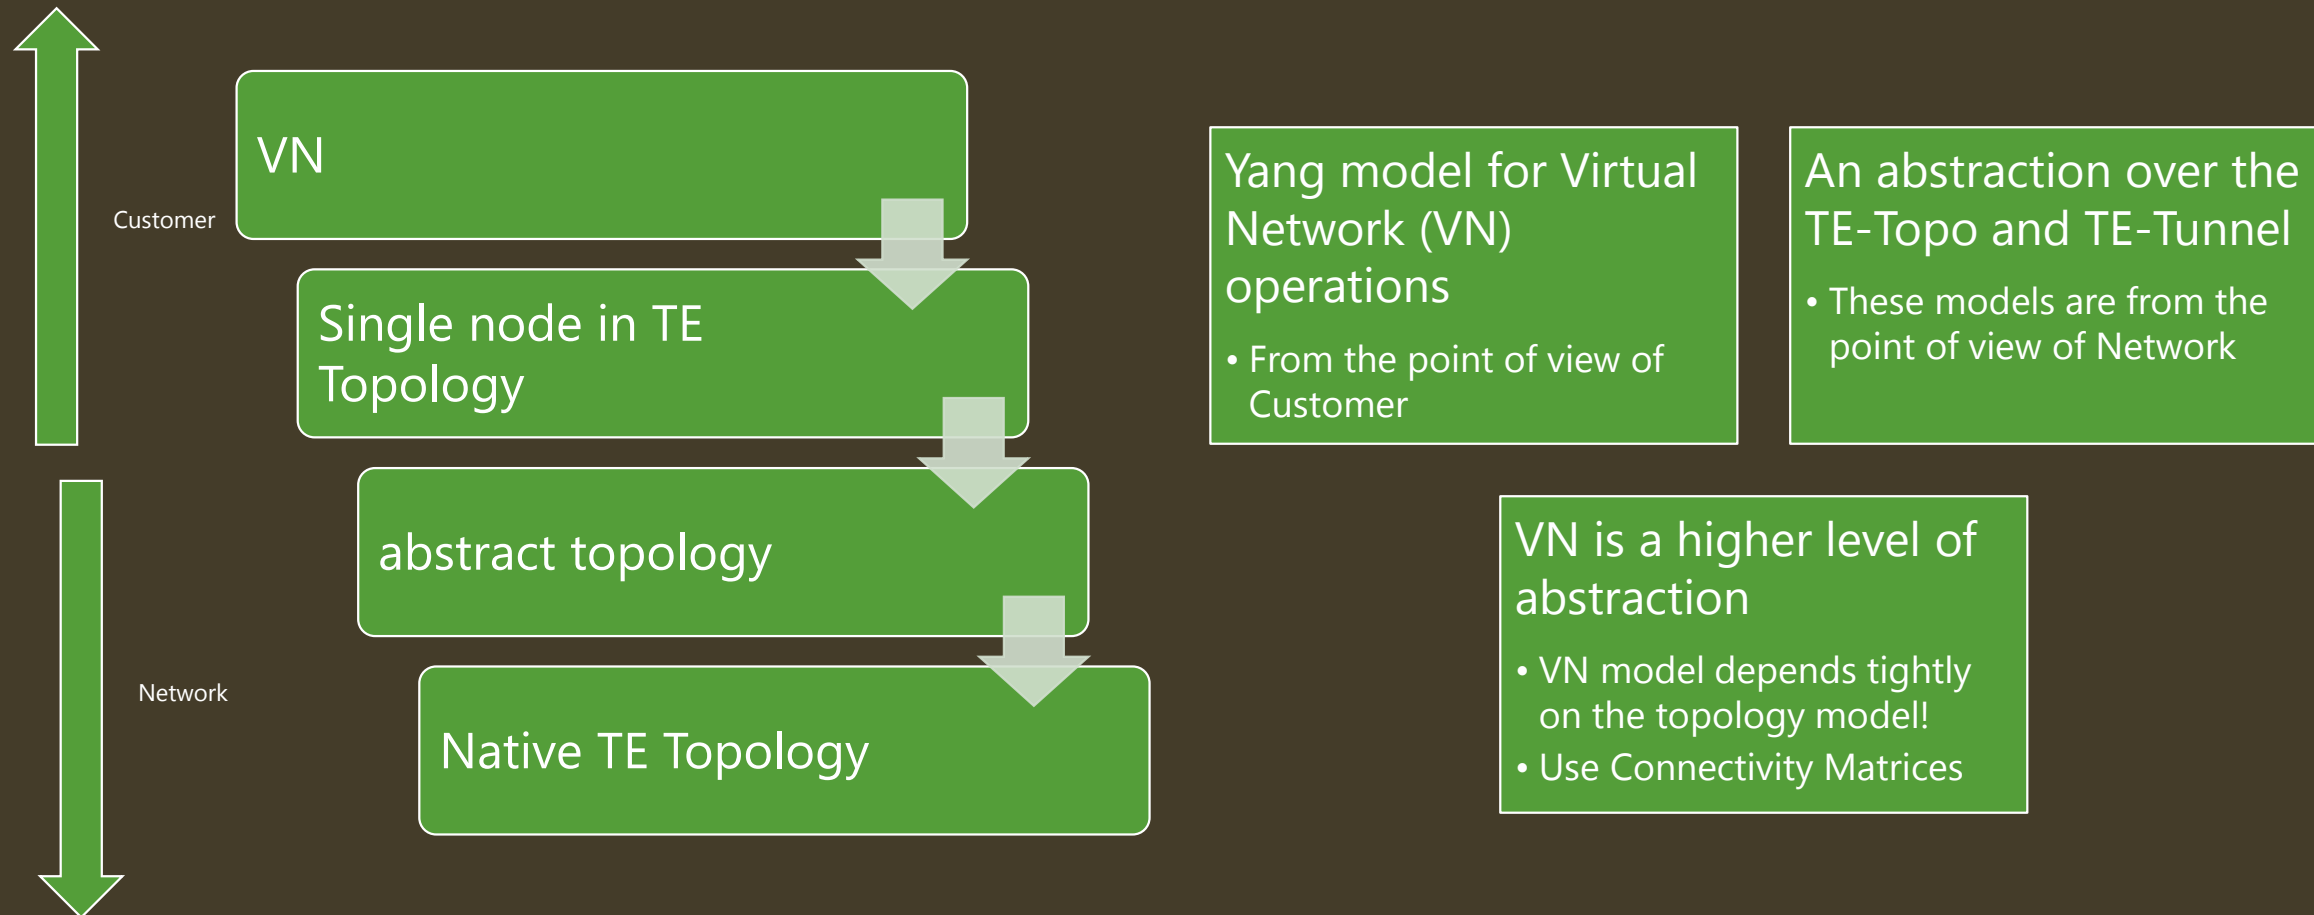 Customer
VN
Single node in TE
Topology
abstract topology
Native TE Topology
Network
Yang model for Virtual
Network (VN)
operations
• From the point of view of
Customer
An abstraction over the
TE-Topo and TE-Tunnel
• These models are from the
point of view of Network
VN is a higher level of
abstraction
• VN model depends tightly
on the topology model!
• Use Connectivity Matrices